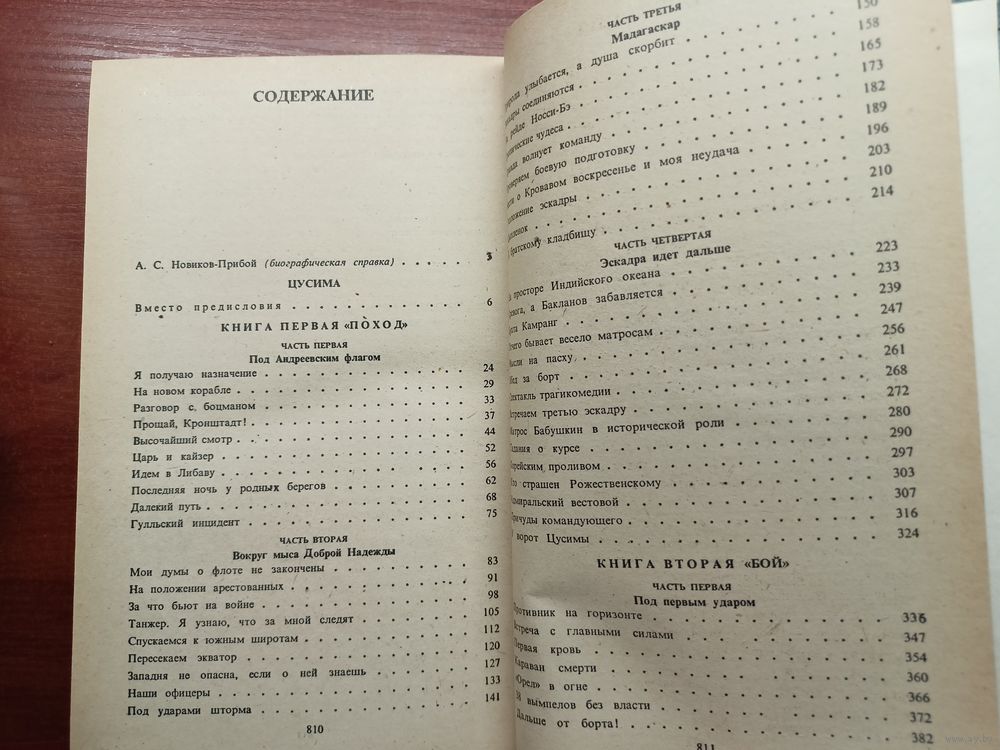 СОДЕРЖАНИЕ
А. С. Новиков-Прибой (биографическая справка) . . . . . 3
ЦУСИМА
Вместо предисловия . . . . . . . . . . . . 6
КНИГА ПЕРВАЯ «ПОХОД»
ЧАСТЬ ПЕРВАЯ
Под Андреевским флагом
Я получаю назначение . . . . . . . . . . . . 24
На новом корабле . . . . . . . . . . . . 29
Разговор с боцманом . . . . . . . . . . . . 33
Прощай, Кронштадт! . . . . . . . . . . . . 37
Высочайший смотр . . . . . . . . . . . . 44
Царь и кайзер . . . . . . . . . . . . 52
Идем в Либаву . . . . . . . . . . . . 56
Последняя ночь у родных берегов . . . . . . . . 62
Далекий путь . . . . . . . . . . . . 68
Гулльский инцидент . . . . . . . . . . . . 75
ЧАСТЬ ВТОРАЯ
Вокруг мыса Доброй Надежды
Мои думы о флоте не закончены . . . . . . . . 83
На положении арестованных . . . . . . . . . . 91
За что бьют на войне . . . . . . . . . . . . 98
Танжер. Я узнаю, что за мной следят . . . . . . . 105
Спускаемся к южным широтам . . . . . . . . . 112
Пересекаем экватор . . . . . . . . . . . . 120
Западня не опасна, если о ней знаешь . . . . . . 127
Наши офицеры . . . . . . . . . . . . 133
Под ударами шторма . . . . . . . . . . . . 141
810
ЧАСТЬ ТРЕТЬЯ
Мадагаскар
улыбается, а душа скорбит . . . . . . 150
соединяются . . . . . . . . . . 158
рейде Носси-Бэ . . . . . . . . . . 165
чудеса . . . . . . . . . . 173
волнует команду . . . . . . . . . . 182
боевую подготовку . . . . . . . . . . 189
о Кровавом воскресенье и моя неудача . . . . . 196
эскадры . . . . . . . . . . 203
. . . . . . . . . . 210
братскому кладбищу . . . . . . . . . . 214
ЧАСТЬ ЧЕТВЕРТАЯ
Эскадра идет дальше
просторе Индийского океана . . . . . . . . 223
а Бакланов забавляется . . . . . . . . 233
Камранг . . . . . . . . . . 239
бывает весело матросам . . . . . . . . 247
на пасху . . . . . . . . . . 256
за борт . . . . . . . . . . 261
трагикомедии . . . . . . . . . . 268
третью эскадру . . . . . . . . . . 272
Бабушкин в исторической роли . . . . . . 280
о курсе . . . . . . . . . . 290
проливом . . . . . . . . . . 297
страшен Рожественскому . . . . . . . . 303
вестовой . . . . . . . . . . 307
командующего . . . . . . . . . . 316
ворот Цусимы . . . . . . . . . . 324
КНИГА ВТОРАЯ «БОЙ»
ЧАСТЬ ПЕРВАЯ
Под первым ударом
на горизонте . . . . . . . . . . 336
с главными силами . . . . . . . . . . 347
кровь . . . . . . . . . . 354
смерти . . . . . . . . . . 360
в огне . . . . . . . . . . 366
вымпелов без власти . . . . . . . . . . 372
от борта! . . . . . . . . . . 382
811